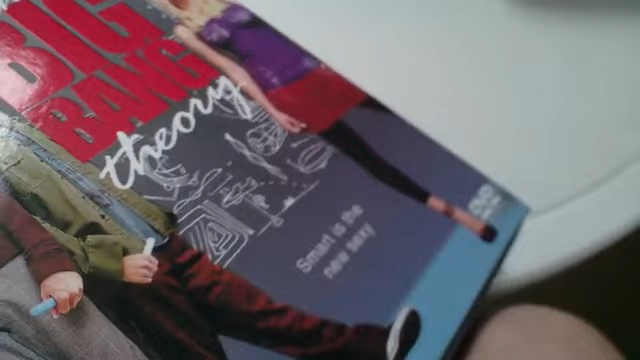 BIG
BANG
theory
Smart is the
new sexy
DVD